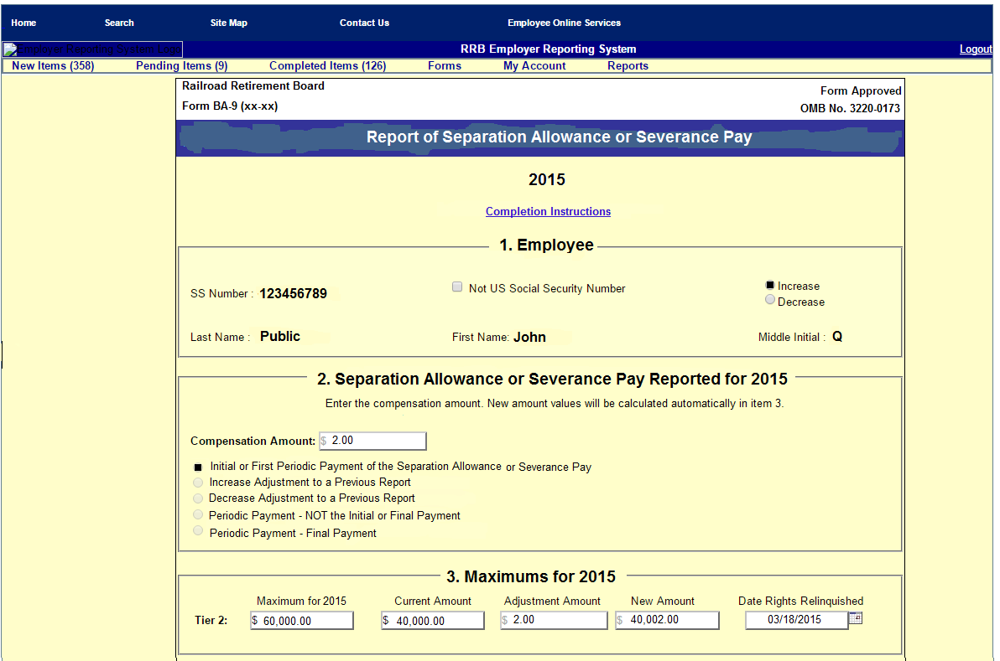 Home Search Site Map Contact Us Employee Online Services
Employer Reporting System Logo RRB Employer Reporting System Logout
New Items (358) Pending Items (9) Completed Items (126) Forms My Account Reports
Railroad Retirement Board
Form Approved
Form BA-9 (xx-xx)
OMB No. 3220-0173
Report of Separation Allowance or Severance Pay
2015
Completion Instructions
1. Employee
SS Number : 123456789 Not US Social Security Number Increase
Decrease
Last Name : Public First Name: John Middle Initial : Q
2. Separation Allowance or Severance Pay Reported for 2015
Enter the compensation amount. New amount values will be calculated automatically in item 3.
Compensation Amount: $ 2.00
Initial or First Periodic Payment of the Separation Allowance or Severance Pay
Increase Adjustment to a Previous Report
Decrease Adjustment to a Previous Report
Periodic Payment - NOT the Initial or Final Payment
Periodic Payment - Final Payment
3. Maximums for 2015
Maximum for 2015 Current Amount Adjustment Amount New Amount Date Rights Relinquished
Tier 2: $ 60,000.00 $ 40,000.00 $ 2.00 $ 40,002.00 03/18/2015